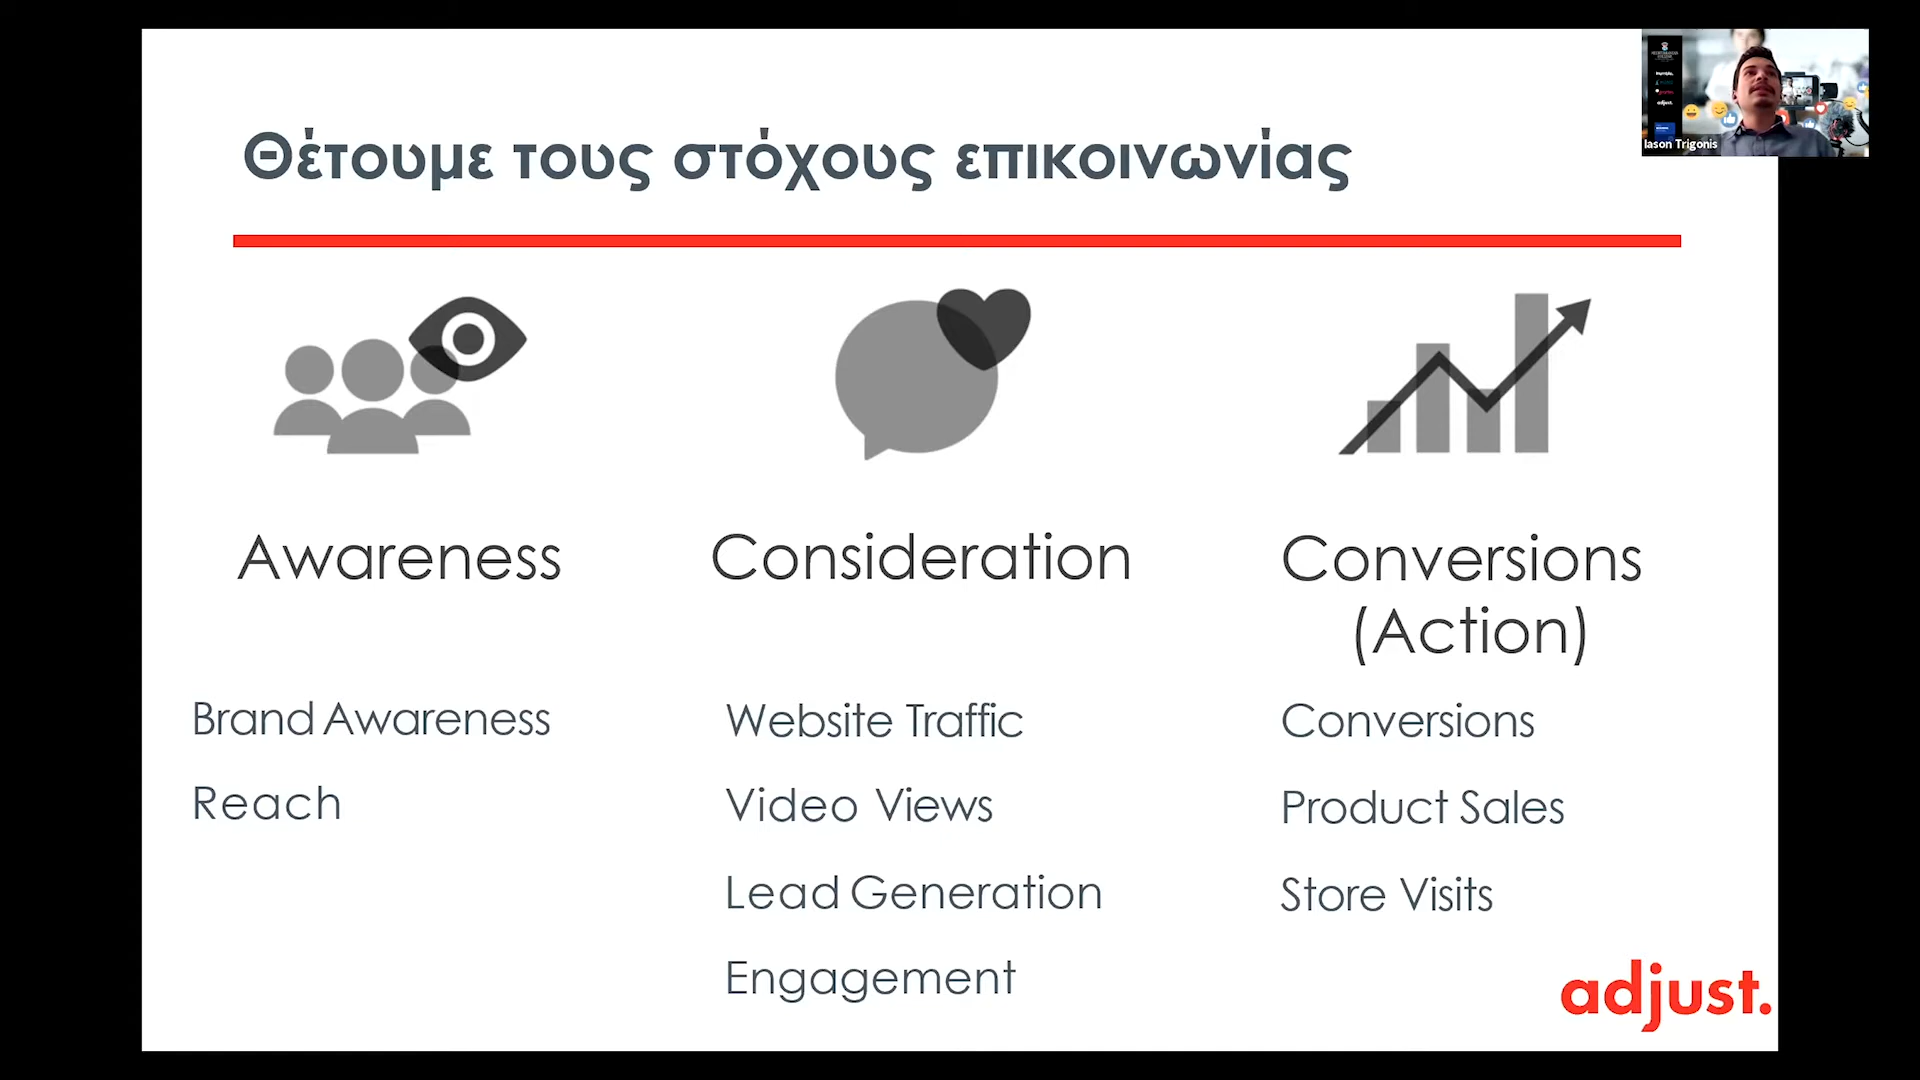 Θέτουμε τους στόχους επικοινωνίας
Iason Trigonis
adjust.
Awareness
Consideration
Conversions
(Action)
Brand Awareness
Reach
Website Traffic
Video Views
Lead Generation
Engagement
Conversions
Product Sales
Store Visits
adjust.